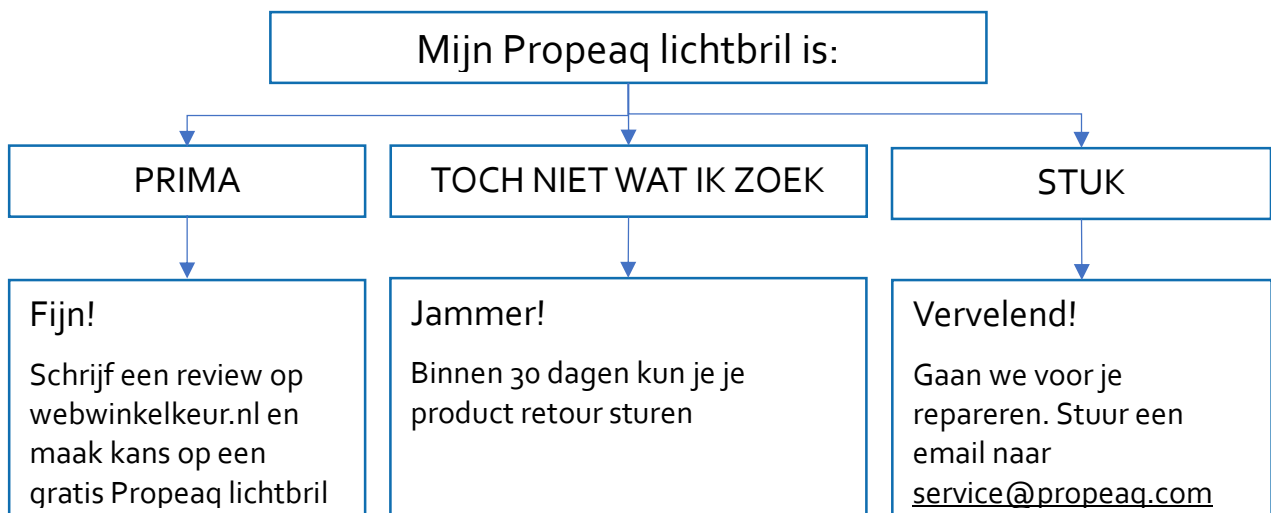 Mijn Propeaq lichtbril is:
PRIMA
TOCH NIET WAT IK ZOEK
STUK
Fijn!
Schrijf een review op
webwinkelkeur.nl en
maak kans op een
gratis Propeaq lichtbril
Jammer!
Binnen 30 dagen kun je je
product retour sturen
Vervelend!
Gaan we voor je
repareren. Stuur een
email naar
service@propeaq.com